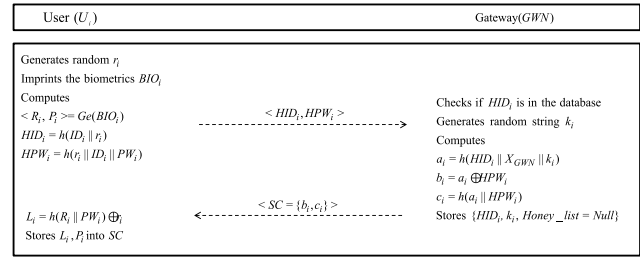 User (U_i)
Gateway(GWN)
Generates random r_i
Imprints the biometrics BIO_i
Computes
< R_i, P_i >= Ge(BIO_i)
HID_i = h(ID_i || r_i)
HPW_i = h(r_i || ID_i || PW_i)
< HID_i, HPW_i >
Checks if HID_i is in the database
Generates random string k_i
Computes
a_i = h(HID_i || X_GWN || k_i)
b_i = a_i ⊕ HPW_i
c_i = h(a_i || HPW_i)
Stores {HID_i, k_i, Honey_list = Null}
< SC = {b_i, c_i} >
L_i = h(R_i || PW_i) ⊕ r_i
Stores L_i, P_i into SC